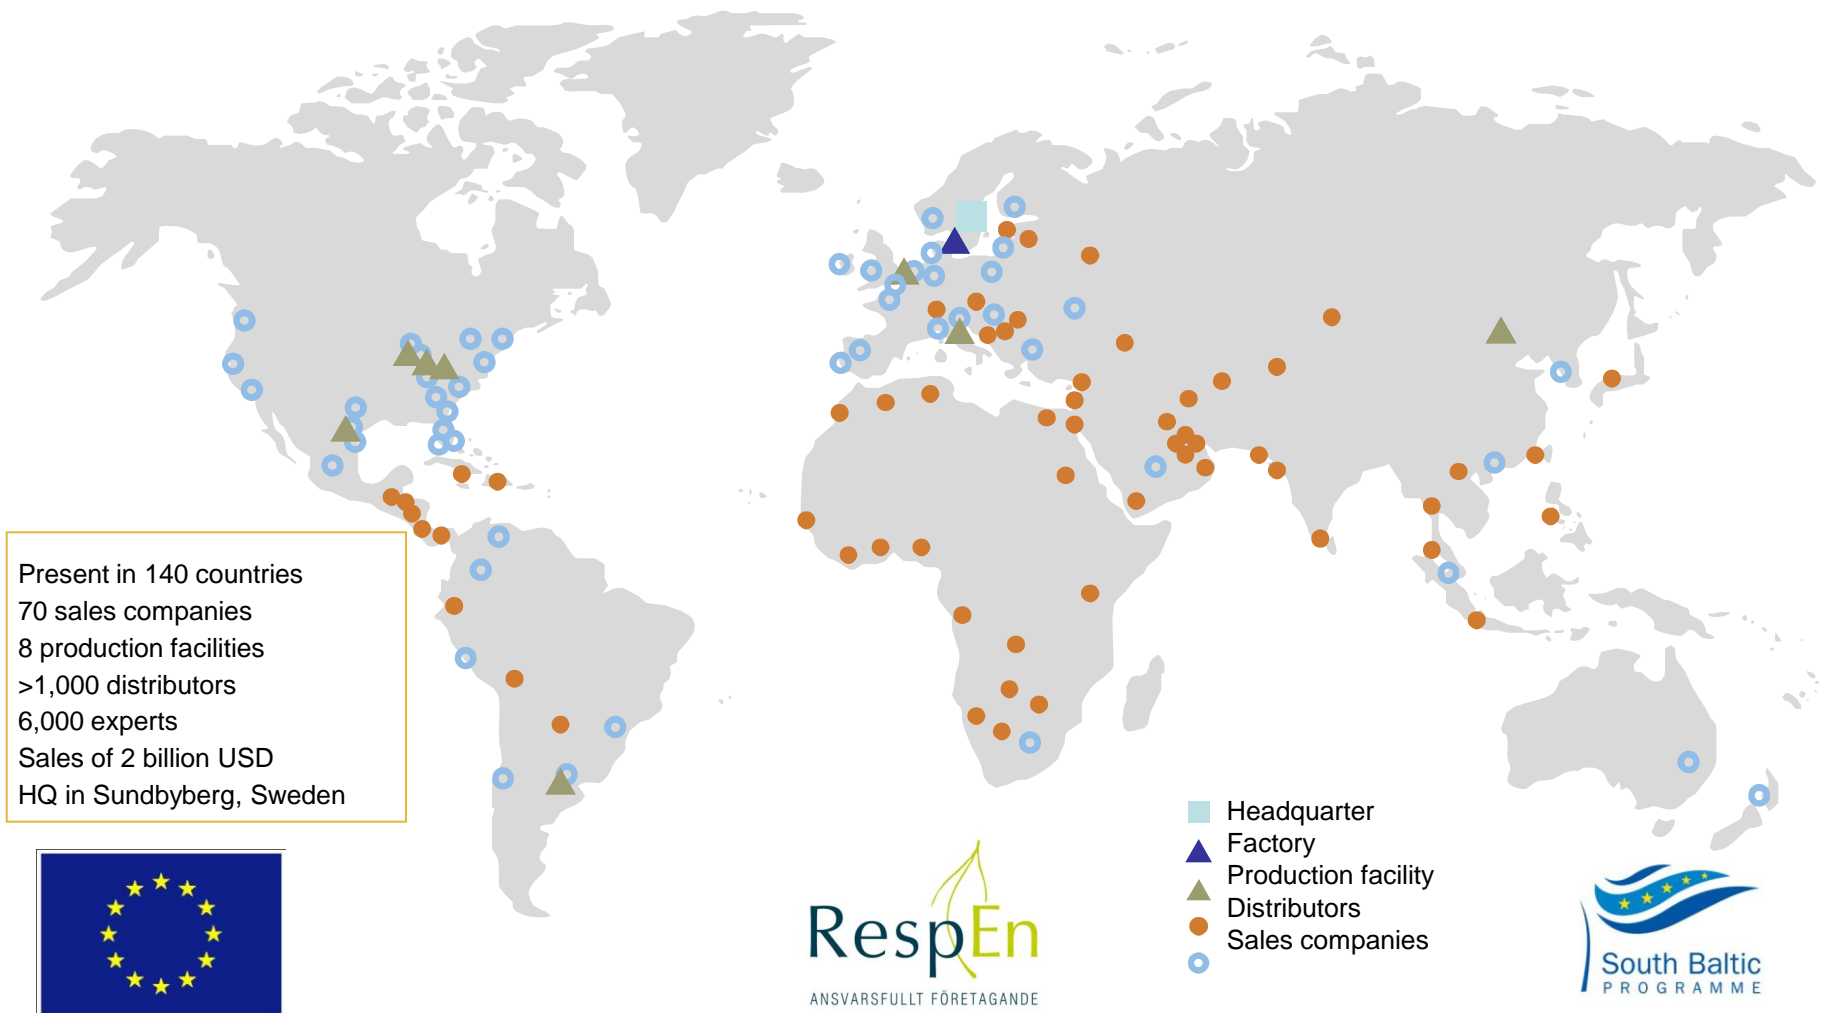 Present in 140 countries
70 sales companies
8 production facilities
>1,000 distributors
6,000 experts
Sales of 2 billion USD
HQ in Sundbyberg, Sweden
Headquarter
Factory
Production facility
Distributors
Sales companies
RespEn
ANSVARSFULLT FÖRETAGANDE
South Baltic
PROGRAMME